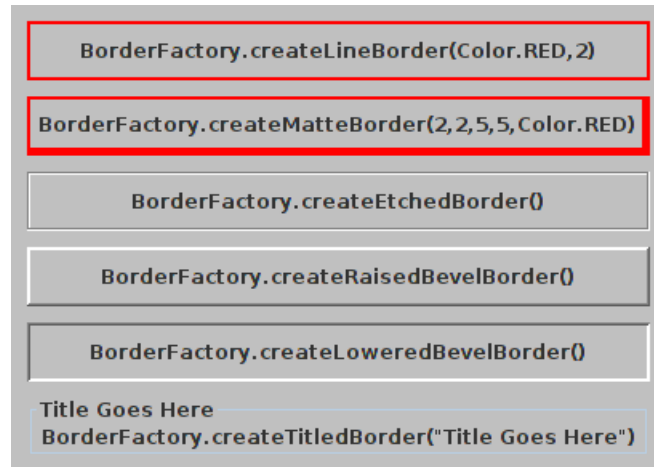 BorderFactory.createLineBorder(Color.RED,2)
BorderFactory.createMatteBorder(2,2,5,5,Color.RED)
BorderFactory.createEtchedBorder()
BorderFactory.createRaisedBevelBorder()
BorderFactory.createLoweredBevelBorder()
Title Goes Here
BorderFactory.createTitledBorder("Title Goes Here")